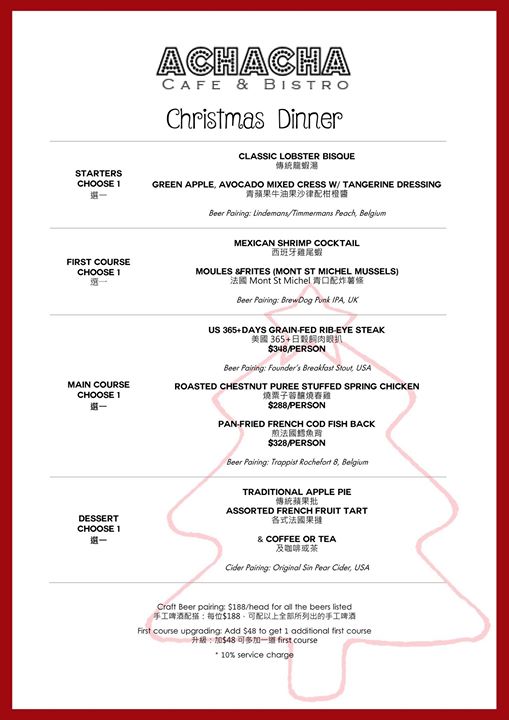 ACHACHA
CAFE & BISTRO
Christmas Dinner
STARTERS
CHOOSE 1
選一
CLASSIC LOBSTER BISQUE
傳統龍蝦湯
GREEN APPLE, AVOCADO MIXED CRESS W/ TANGERINE DRESSING
青蘋果牛油果沙律配柑橙醬
Beer Pairing: Lindemans/Timmermans Peach, Belgium
FIRST COURSE
CHOOSE 1
選一
MEXICAN SHRIMP COCKTAIL
西班牙雞尾蝦
MOULES &FRITES (MONT ST MICHEL MUSSELS)
法國 Mont St Michel 青口配炸薯條
Beer Pairing: BrewDog Punk IPA, UK
MAIN COURSE
CHOOSE 1
選一
US 365+DAYS GRAIN-FED RIB-EYE STEAK
美國 365+日穀飼肉眼扒
$348/PERSON
Beer Pairing: Founder's Breakfast Stout, USA
ROASTED CHESTNUT PUREE STUFFED SPRING CHICKEN
燒栗子蓉釀燒春雞
$288/PERSON
PAN-FRIED FRENCH COD FISH BACK
煎法國鱈魚背
$328/PERSON
Beer Pairing: Trappist Rochefort 8, Belgium
DESSERT
CHOOSE 1
選一
TRADITIONAL APPLE PIE
傳統蘋果批
ASSORTED FRENCH FRUIT TART
各式法國果撻
& COFFEE OR TEA
及咖啡或茶
Cider Pairing: Original Sin Pear Cider, USA
Craft Beer pairing: $188/head for all the beers listed
手工啤酒配搭：每位$188，可配以上全部所列出的手工啤酒
First course upgrading: Add $48 to get 1 additional first course
升級：加$48 可多加一道 first course
* 10% service charge